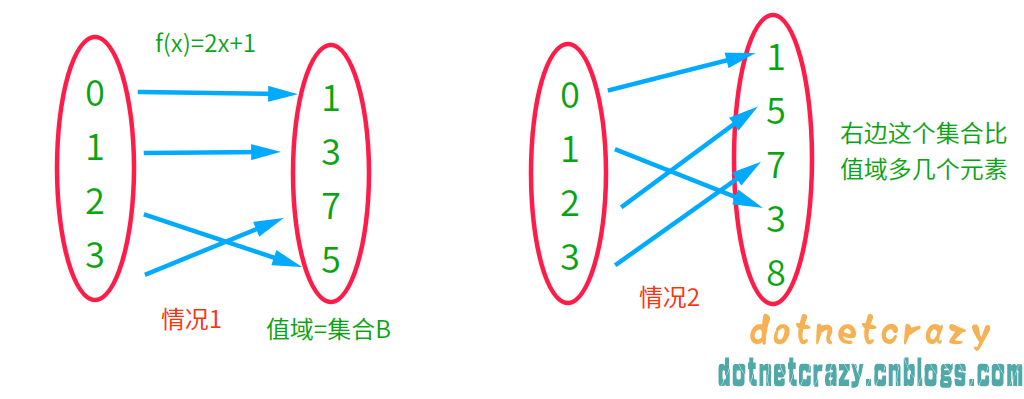 f(x)=2x+1
0
1
2
3
1
3
7
5
情况1
值域=集合B
0
1
2
3
1
5
7
3
8
右边这个集合比
值域多几个元素
情况2
dotnetcrazy
dotnetcrazy.cnblogs.com